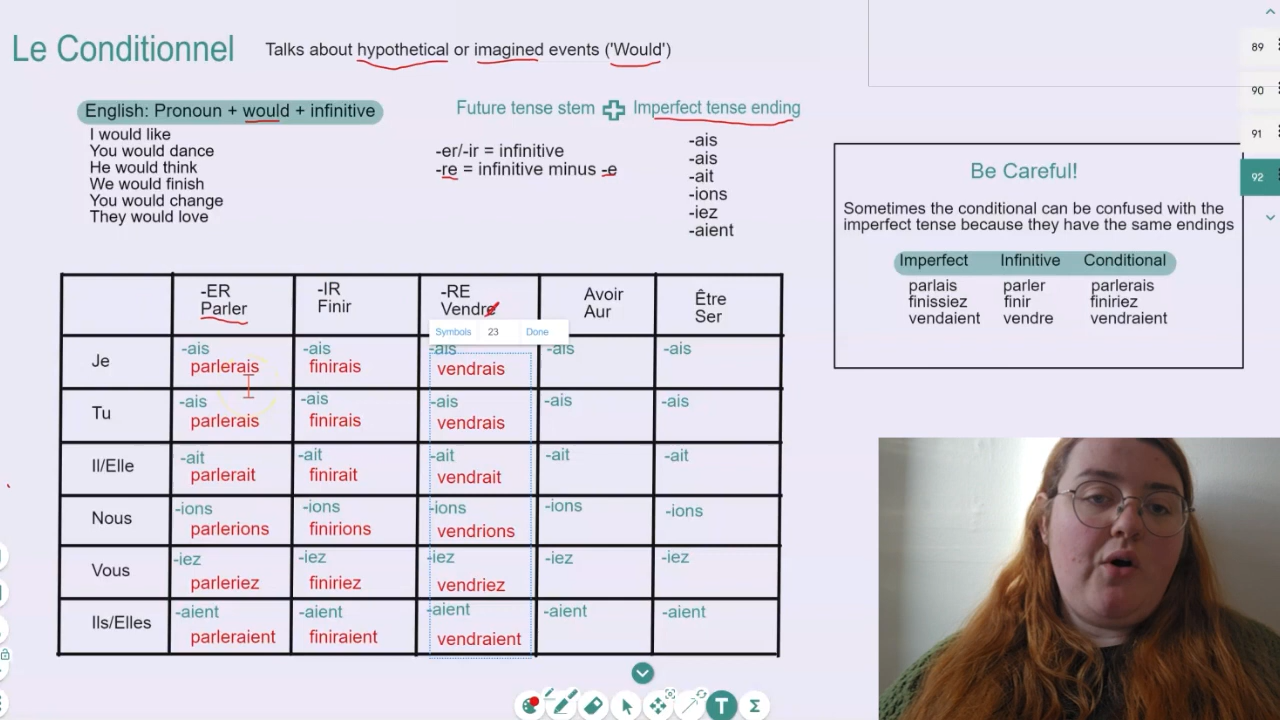 Le Conditionnel
Talks about hypothetical or imagined events ('Would')
English: Pronoun + would + infinitive
I would like
You would dance
He would think
We would finish
You would change
They would love
Future tense stem + Imperfect tense ending
-er/-ir = infinitive
-re = infinitive minus -e
-ais
-ais
-ait
-ions
-iez
-aient
Be Careful!
Sometimes the conditional can be confused with the
imperfect tense because they have the same endings
Imperfect Infinitive Conditional
parlais parler parlerais
finissiez finir finiriez
vendaient vendre vendraient
-ER -IR -RE Avoir Être
Parler Finir Vendre Aur Ser
Symbols 23 Done
Je -ais -ais -ais -ais -ais
parlerais finirais vendrais
Tu -ais -ais -ais -ais -ais
parlerais finirais vendrais
Il/Elle -ait -ait -ait -ait -ait
parlerait finirait vendrait
Nous -ions -ions -ions -ions -ions
parlerions finirions vendrions
Vous -iez -iez -iez -iez -iez
parleriez finiriez vendriez
Ils/Elles -aient -aient -aient -aient -aient
parleraient finiraient vendraient
89
90
91
92
T Σ